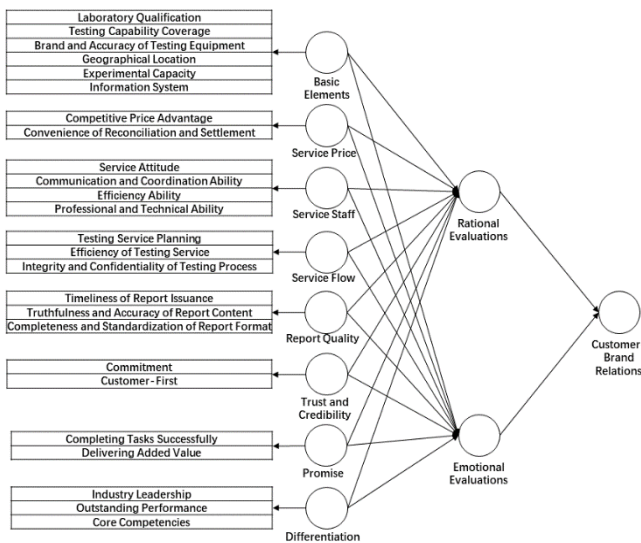 Laboratory Qualification
Testing Capability Coverage
Brand and Accuracy of Testing Equipment
Geographical Location
Experimental Capacity
Information System
Basic
Elements
Competitive Price Advantage
Convenience of Reconciliation and Settlement
Service Price
Service Attitude
Communication and Coordination Ability
Efficiency Ability
Professional and Technical Ability
Service Staff
Rational
Evaluations
Testing Service Planning
Efficiency of Testing Service
Integrity and Confidentiality of Testing Process
Service Flow
Timeliness of Report Issuance
Truthfulness and Accuracy of Report Content
Completeness and Standardization of Report Format
Report Quality
Customer
Brand
Relations
Commitment
Customer-First
Trust and
Credibility
Completing Tasks Successfully
Delivering Added Value
Promise
Emotional
Evaluations
Industry Leadership
Outstanding Performance
Core Competencies
Differentiation